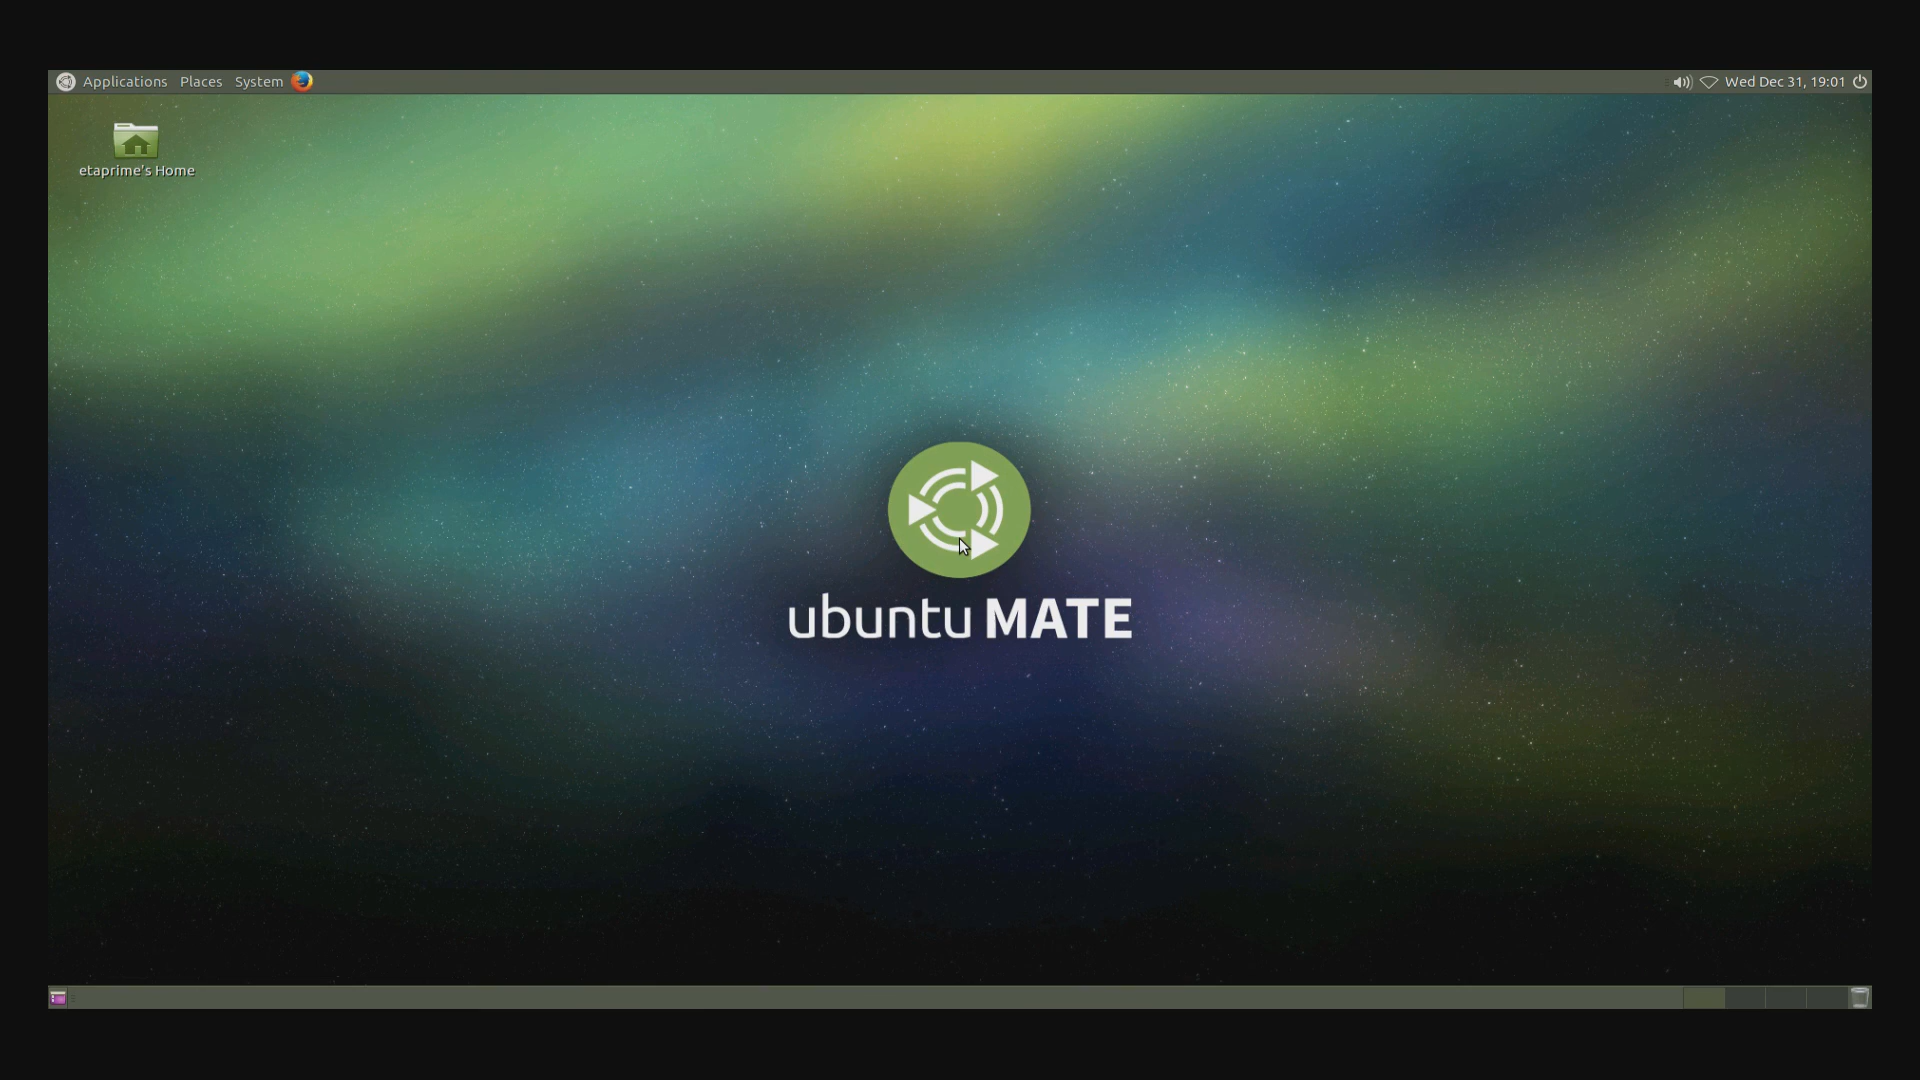 Applications Places System Wed Dec 31, 19:01
etaprime's Home
ubuntu MATE